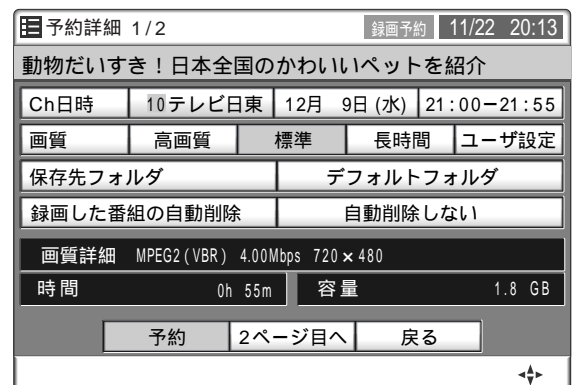 予約詳細 1/2 録画予約 11/22 20:13
動物だいすき！日本全国のかわいいペットを紹介
Ch日時 10テレビ日東 12月 9日(水) 21:00−21:55
画質 高画質 標準 長時間 ユーザ設定
保存先フォルダ デフォルトフォルダ
録画した番組の自動削除 自動削除しない
画質詳細 MPEG2(VBR) 4.00Mbps 720×480
時間 0h 55m 容量 1.8 GB
予約 2ページ目へ 戻る